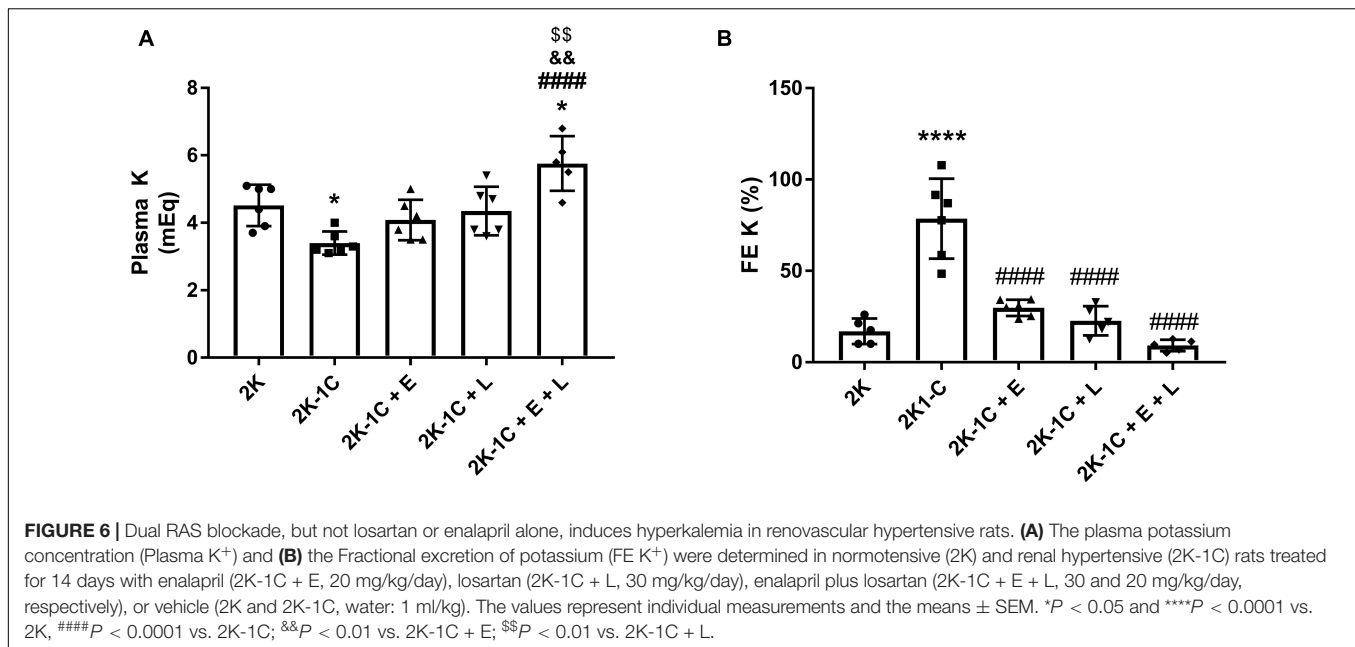 A
$$
&&
####
*
*
8
6
4
2
0
Plasma K
(mEq)
2K
2K-1C
2K-1C + E
2K-1C + L
2K-1C + E + L
B
****
####
####
####
150
100
50
0
FE K (%)
2K
2K1-C
2K-1C + E
2K-1C + L
2K-1C + E + L
FIGURE 6 | Dual RAS blockade, but not losartan or enalapril alone, induces hyperkalemia in renovascular hypertensive rats. (A) The plasma potassium
concentration (Plasma K⁺) and (B) the Fractional excretion of potassium (FE K⁺) were determined in normotensive (2K) and renal hypertensive (2K-1C) rats treated
for 14 days with enalapril (2K-1C + E, 20 mg/kg/day), losartan (2K-1C + L, 30 mg/kg/day), enalapril plus losartan (2K-1C + E + L, 30 and 20 mg/kg/day,
respectively), or vehicle (2K and 2K-1C, water: 1 ml/kg). The values represent individual measurements and the means ± SEM. *P < 0.05 and ****P < 0.0001 vs.
2K, ####P < 0.0001 vs. 2K-1C; &&P < 0.01 vs. 2K-1C + E; $$P < 0.01 vs. 2K-1C + L.